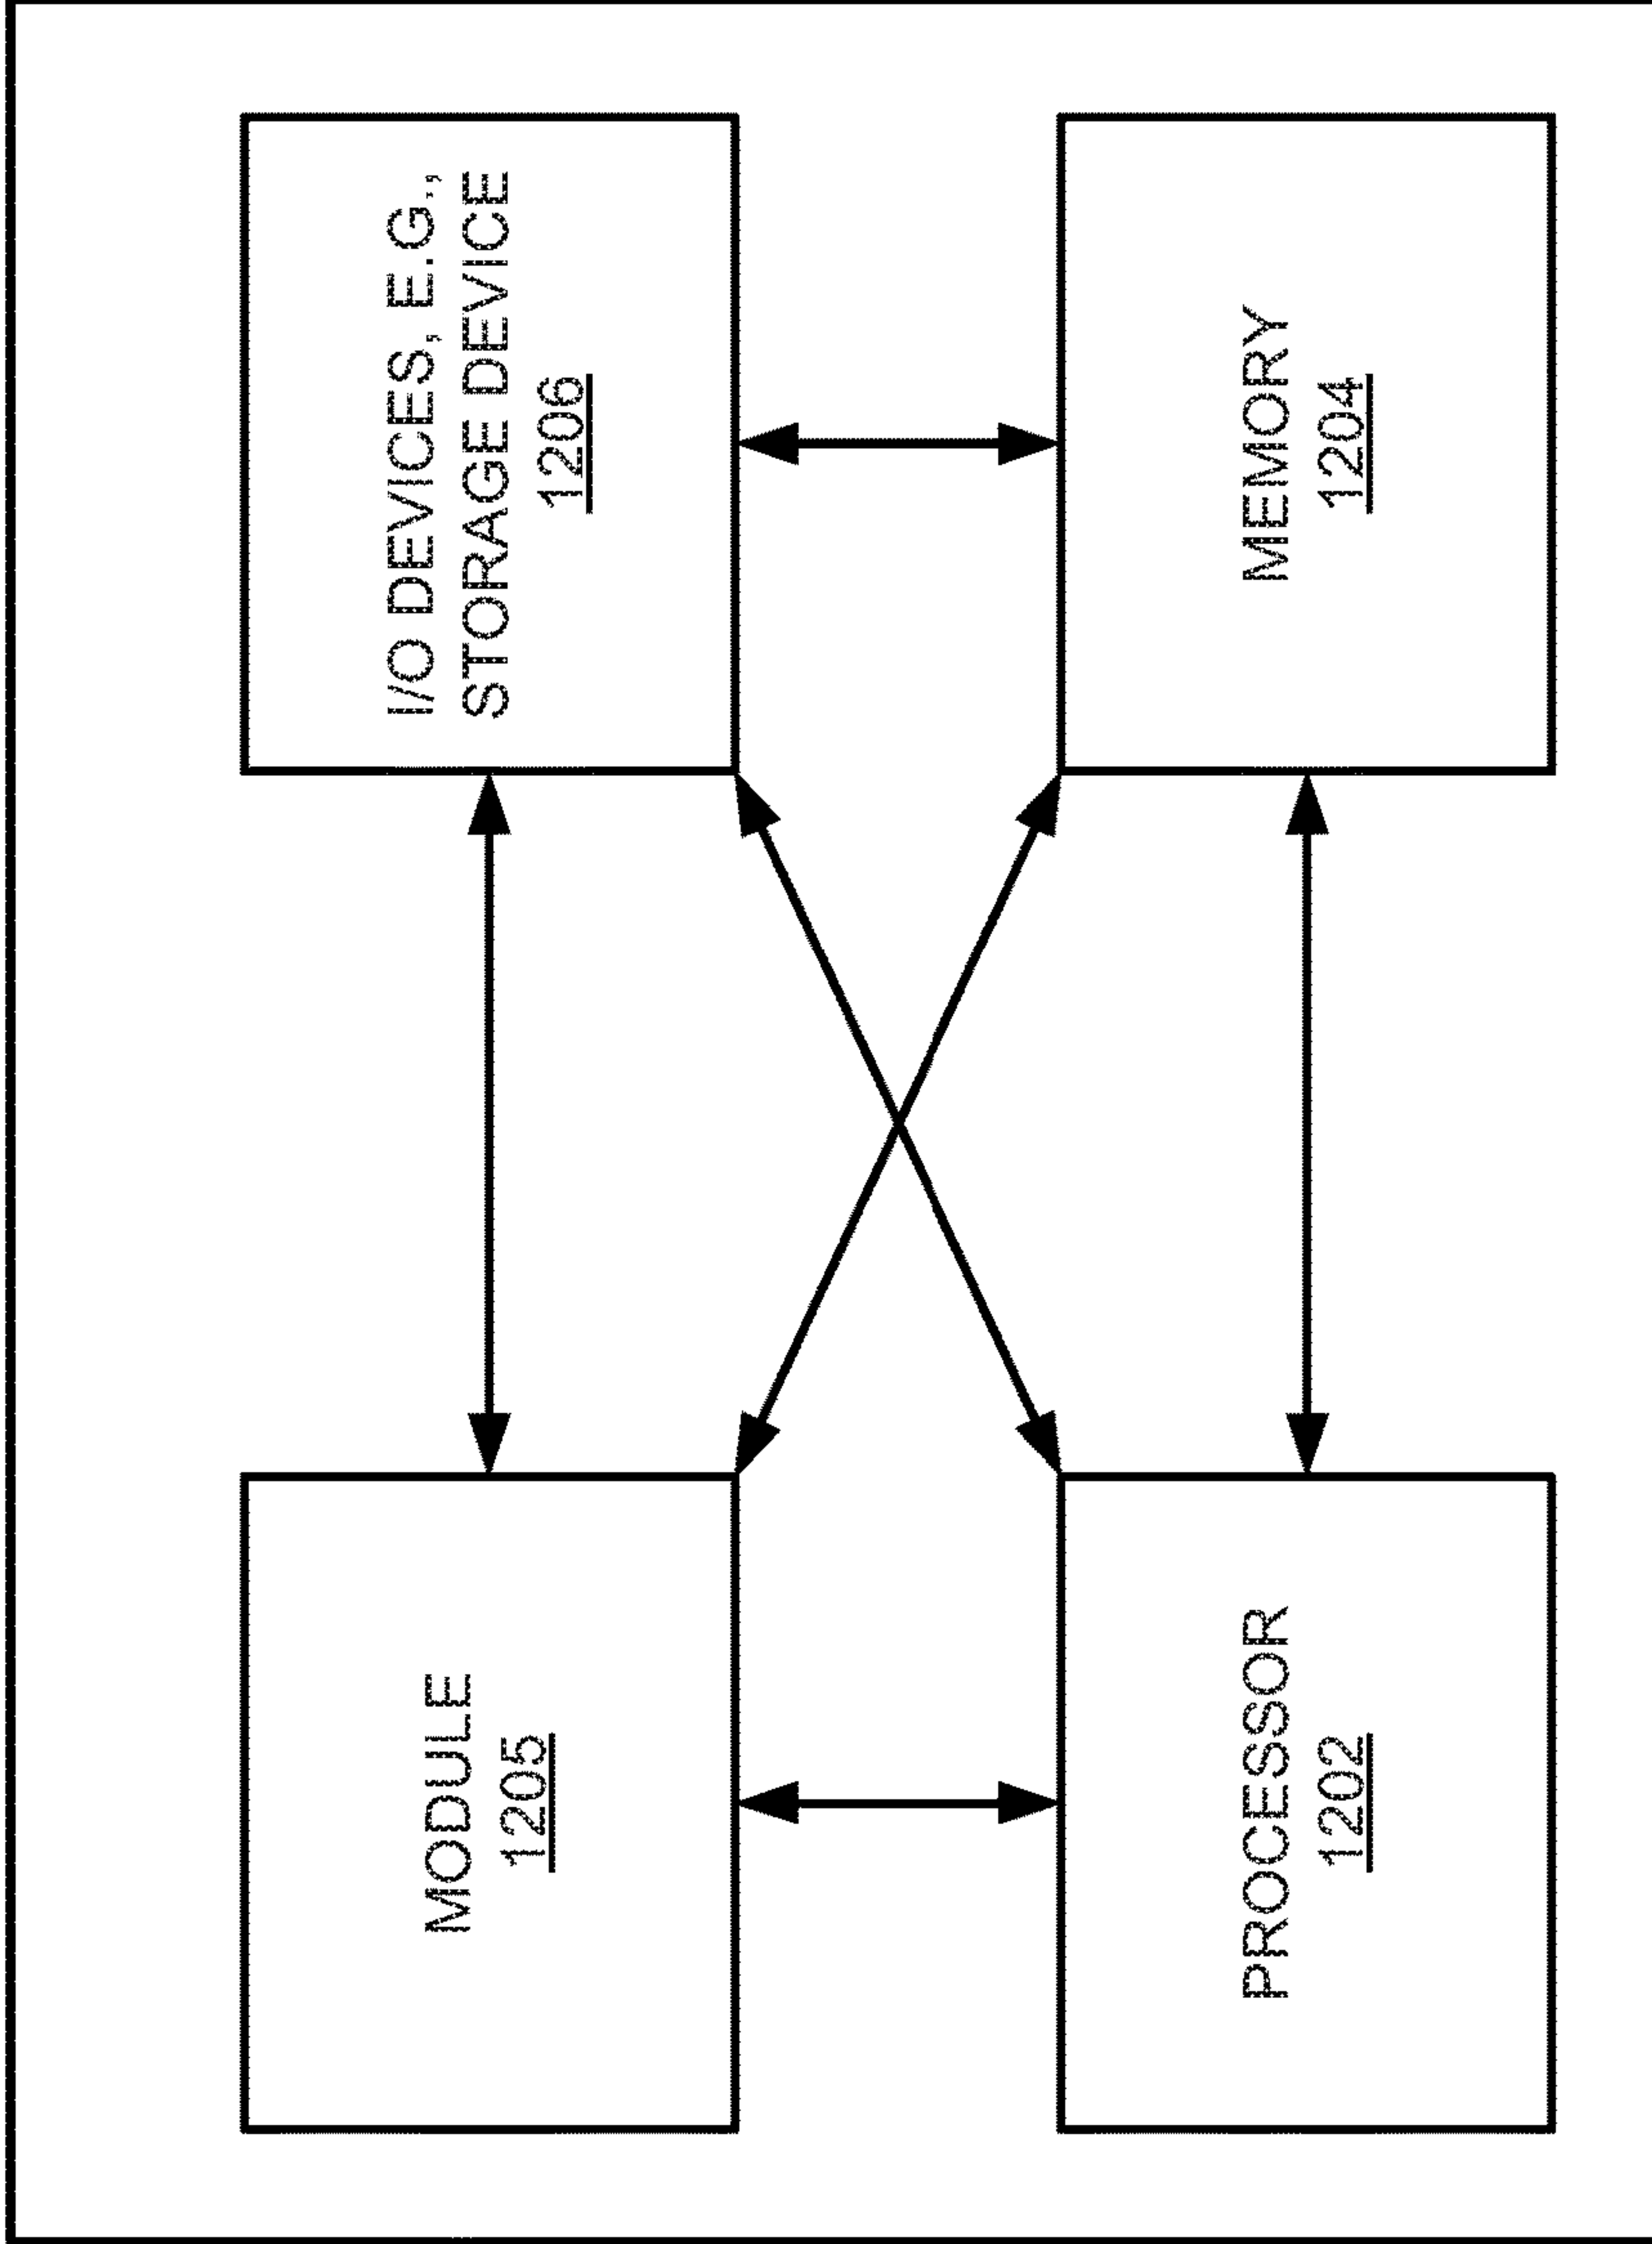 MODULE
1205
I/O DEVICES, E.G.,
STORAGE DEVICE
1206
PROCESSOR
1202
MEMORY
1204